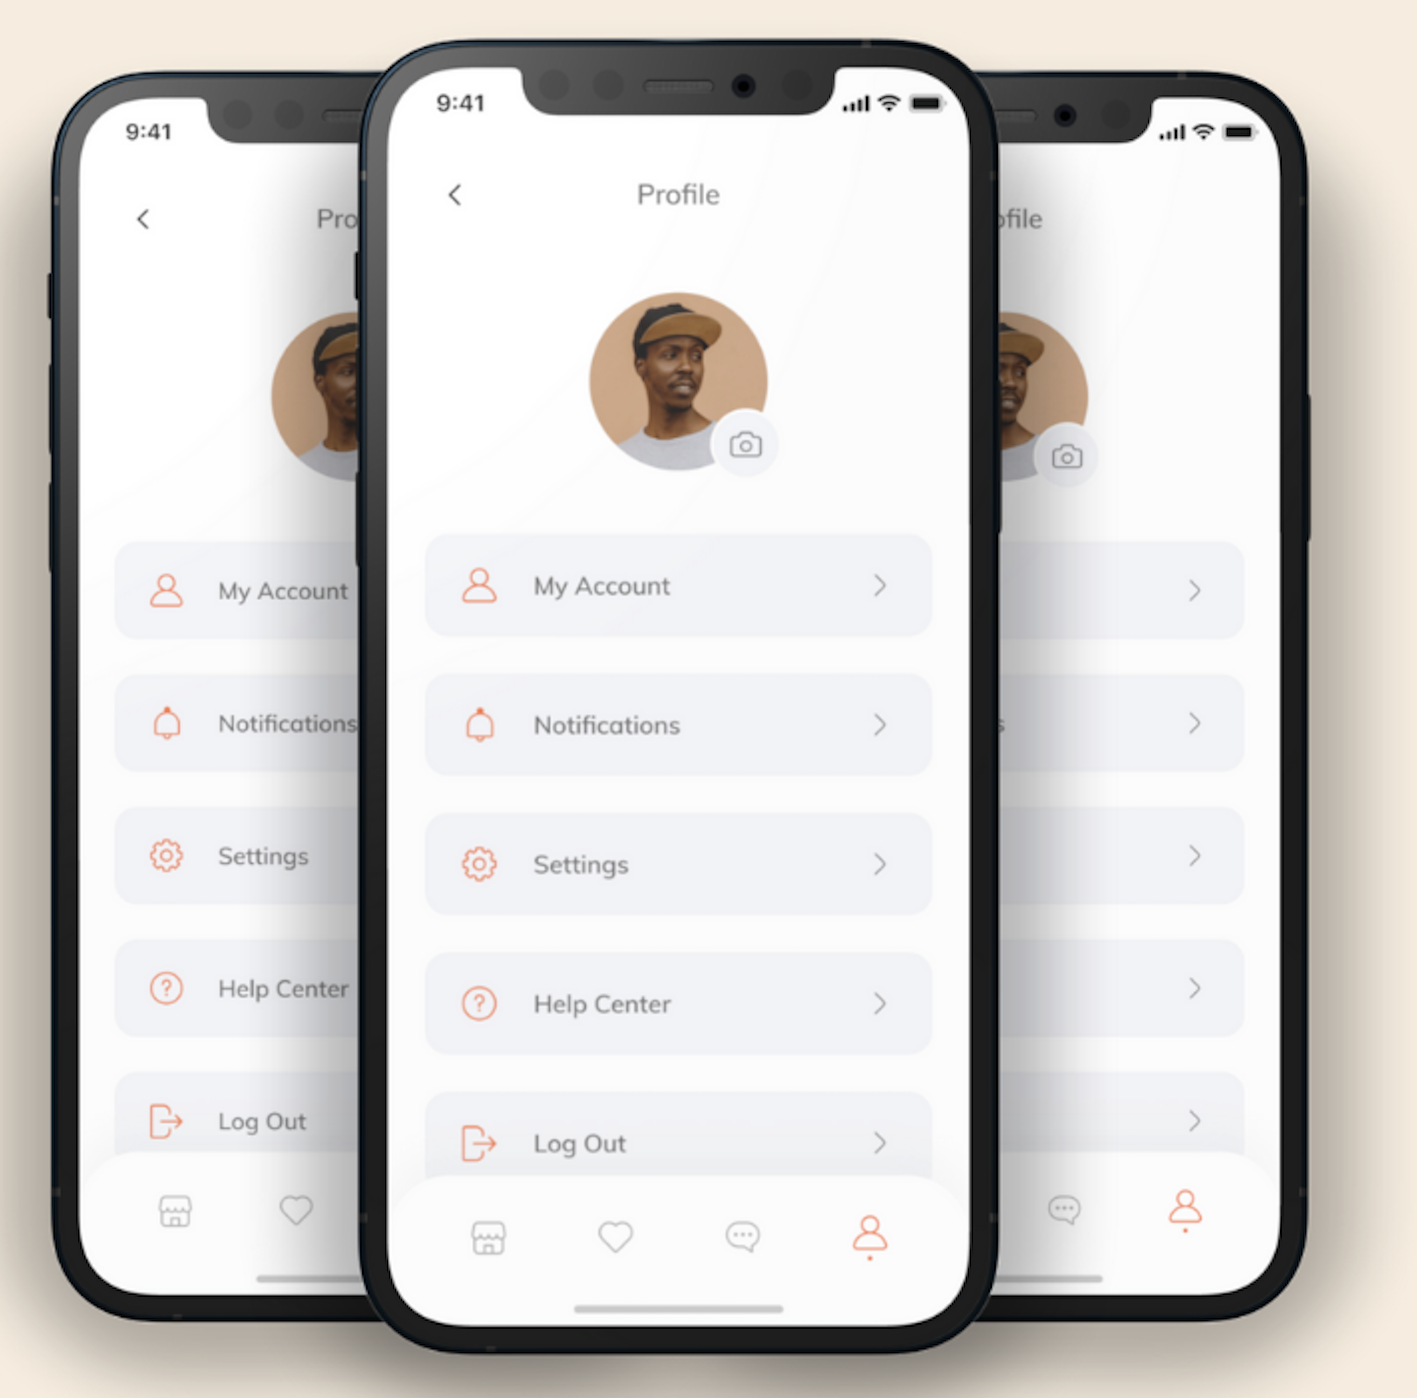 9:41
Profile
My Account
Notifications
Settings
Help Center
Log Out
9:41
Pro
My Account
Notifications
Settings
Help Center
Log Out
ofile
s